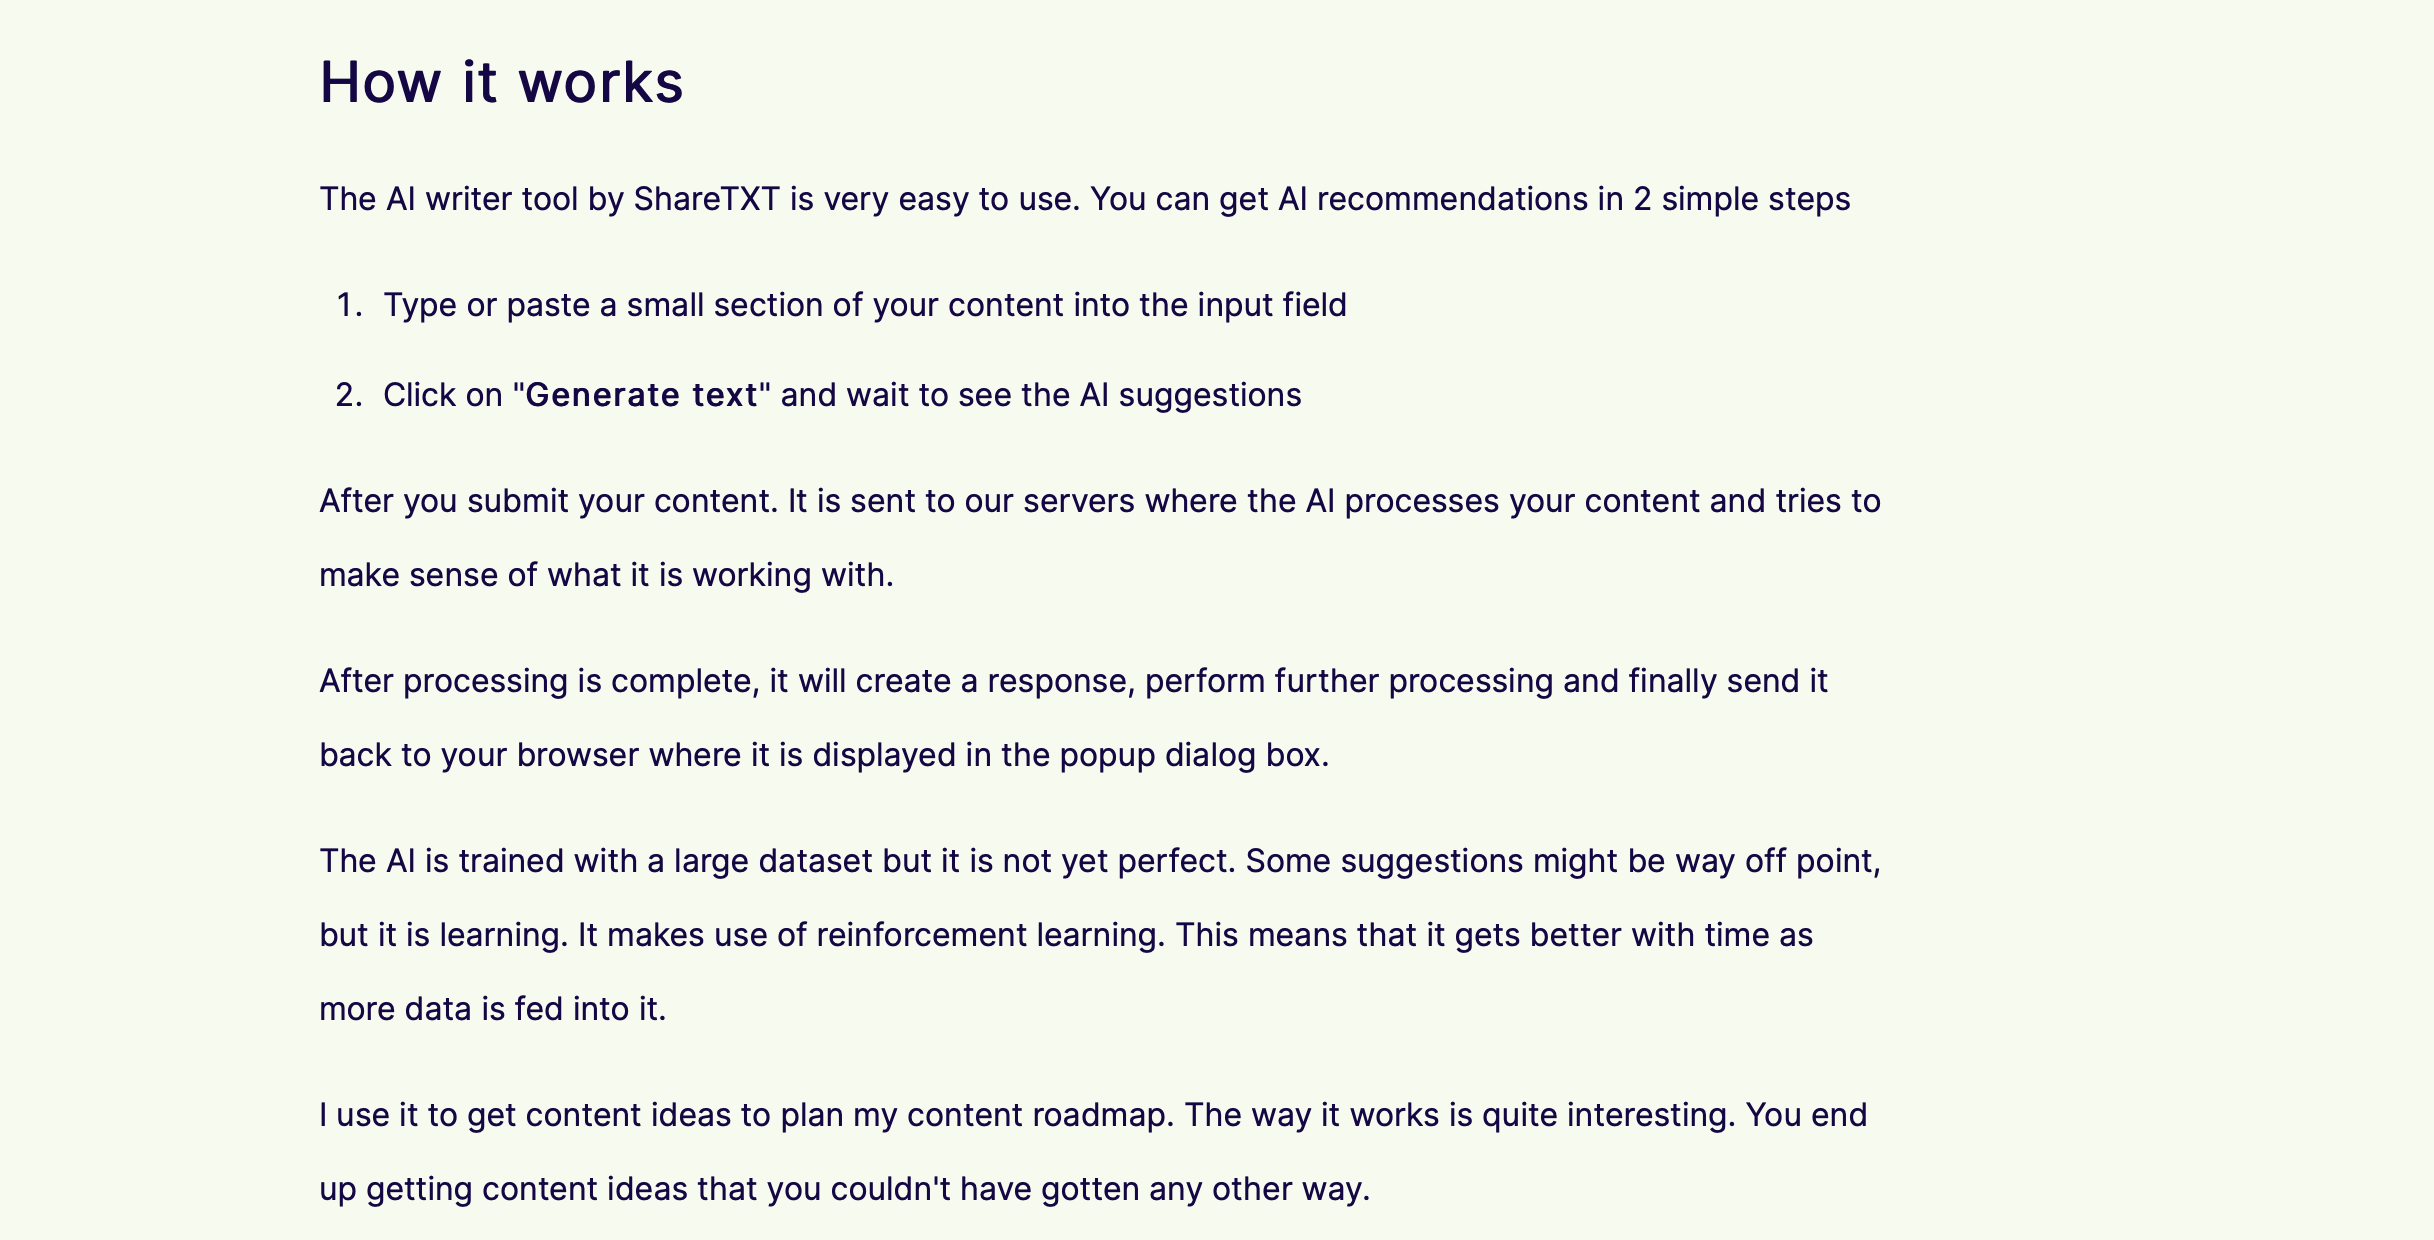 How it works
The AI writer tool by ShareTXT is very easy to use. You can get AI recommendations in 2 simple steps
1. Type or paste a small section of your content into the input field
2. Click on "Generate text" and wait to see the AI suggestions
After you submit your content. It is sent to our servers where the AI processes your content and tries to
make sense of what it is working with.
After processing is complete, it will create a response, perform further processing and finally send it
back to your browser where it is displayed in the popup dialog box.
The AI is trained with a large dataset but it is not yet perfect. Some suggestions might be way off point,
but it is learning. It makes use of reinforcement learning. This means that it gets better with time as
more data is fed into it.
I use it to get content ideas to plan my content roadmap. The way it works is quite interesting. You end
up getting content ideas that you couldn't have gotten any other way.